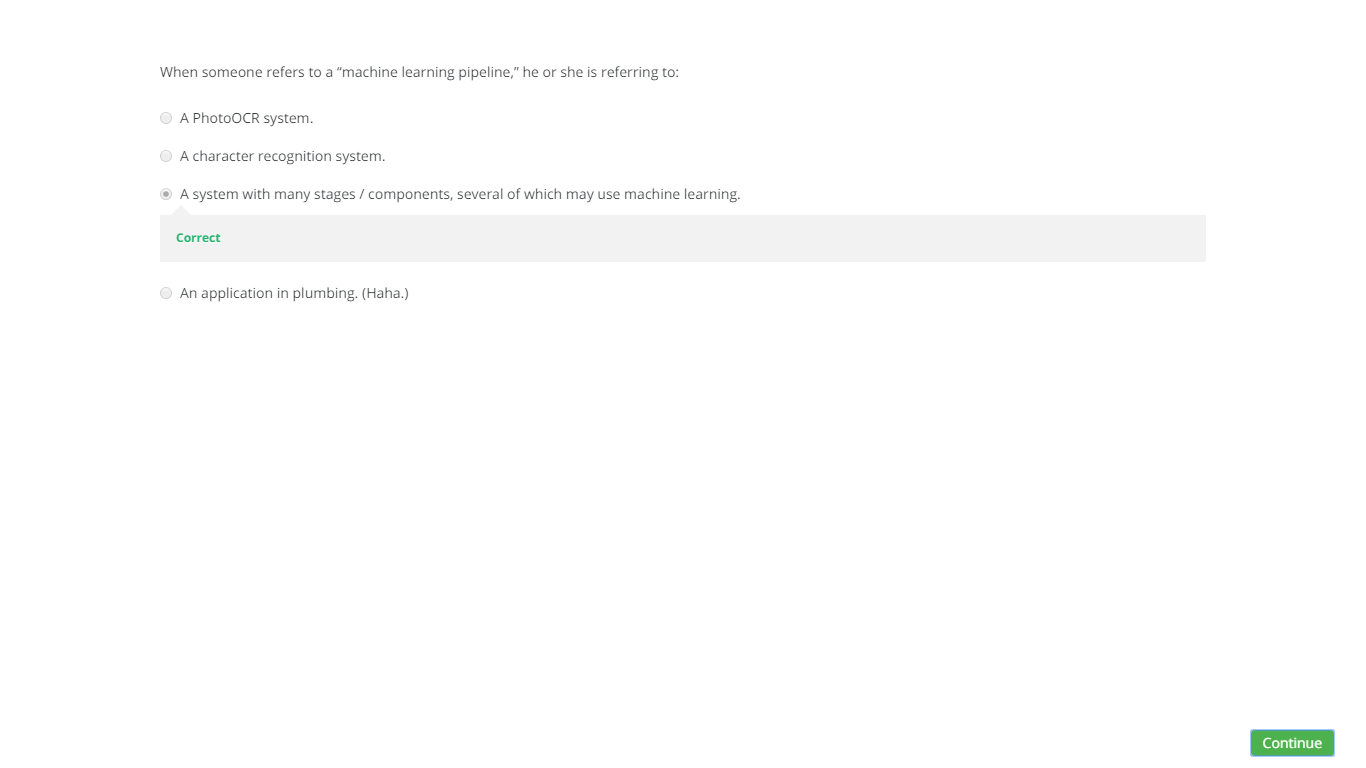 When someone refers to a “machine learning pipeline,” he or she is referring to:
A PhotoOCR system.
A character recognition system.
A system with many stages / components, several of which may use machine learning.
Correct
An application in plumbing. (Haha.)
Continue